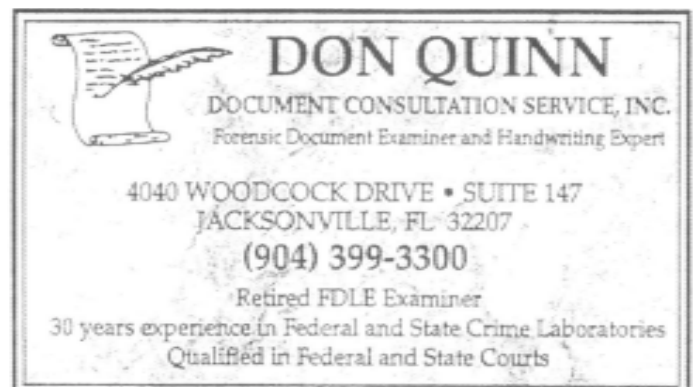 DON QUINN
DOCUMENT CONSULTATION SERVICE, INC.
Forensic Document Examiner and Handwriting Expert
4040 WOODCOCK DRIVE • SUITE 147
JACKSONVILLE, FL 32207
(904) 399-3300
Retired FDLE Examiner
30 years experience in Federal and State Crime Laboratories
Qualified in Federal and State Courts